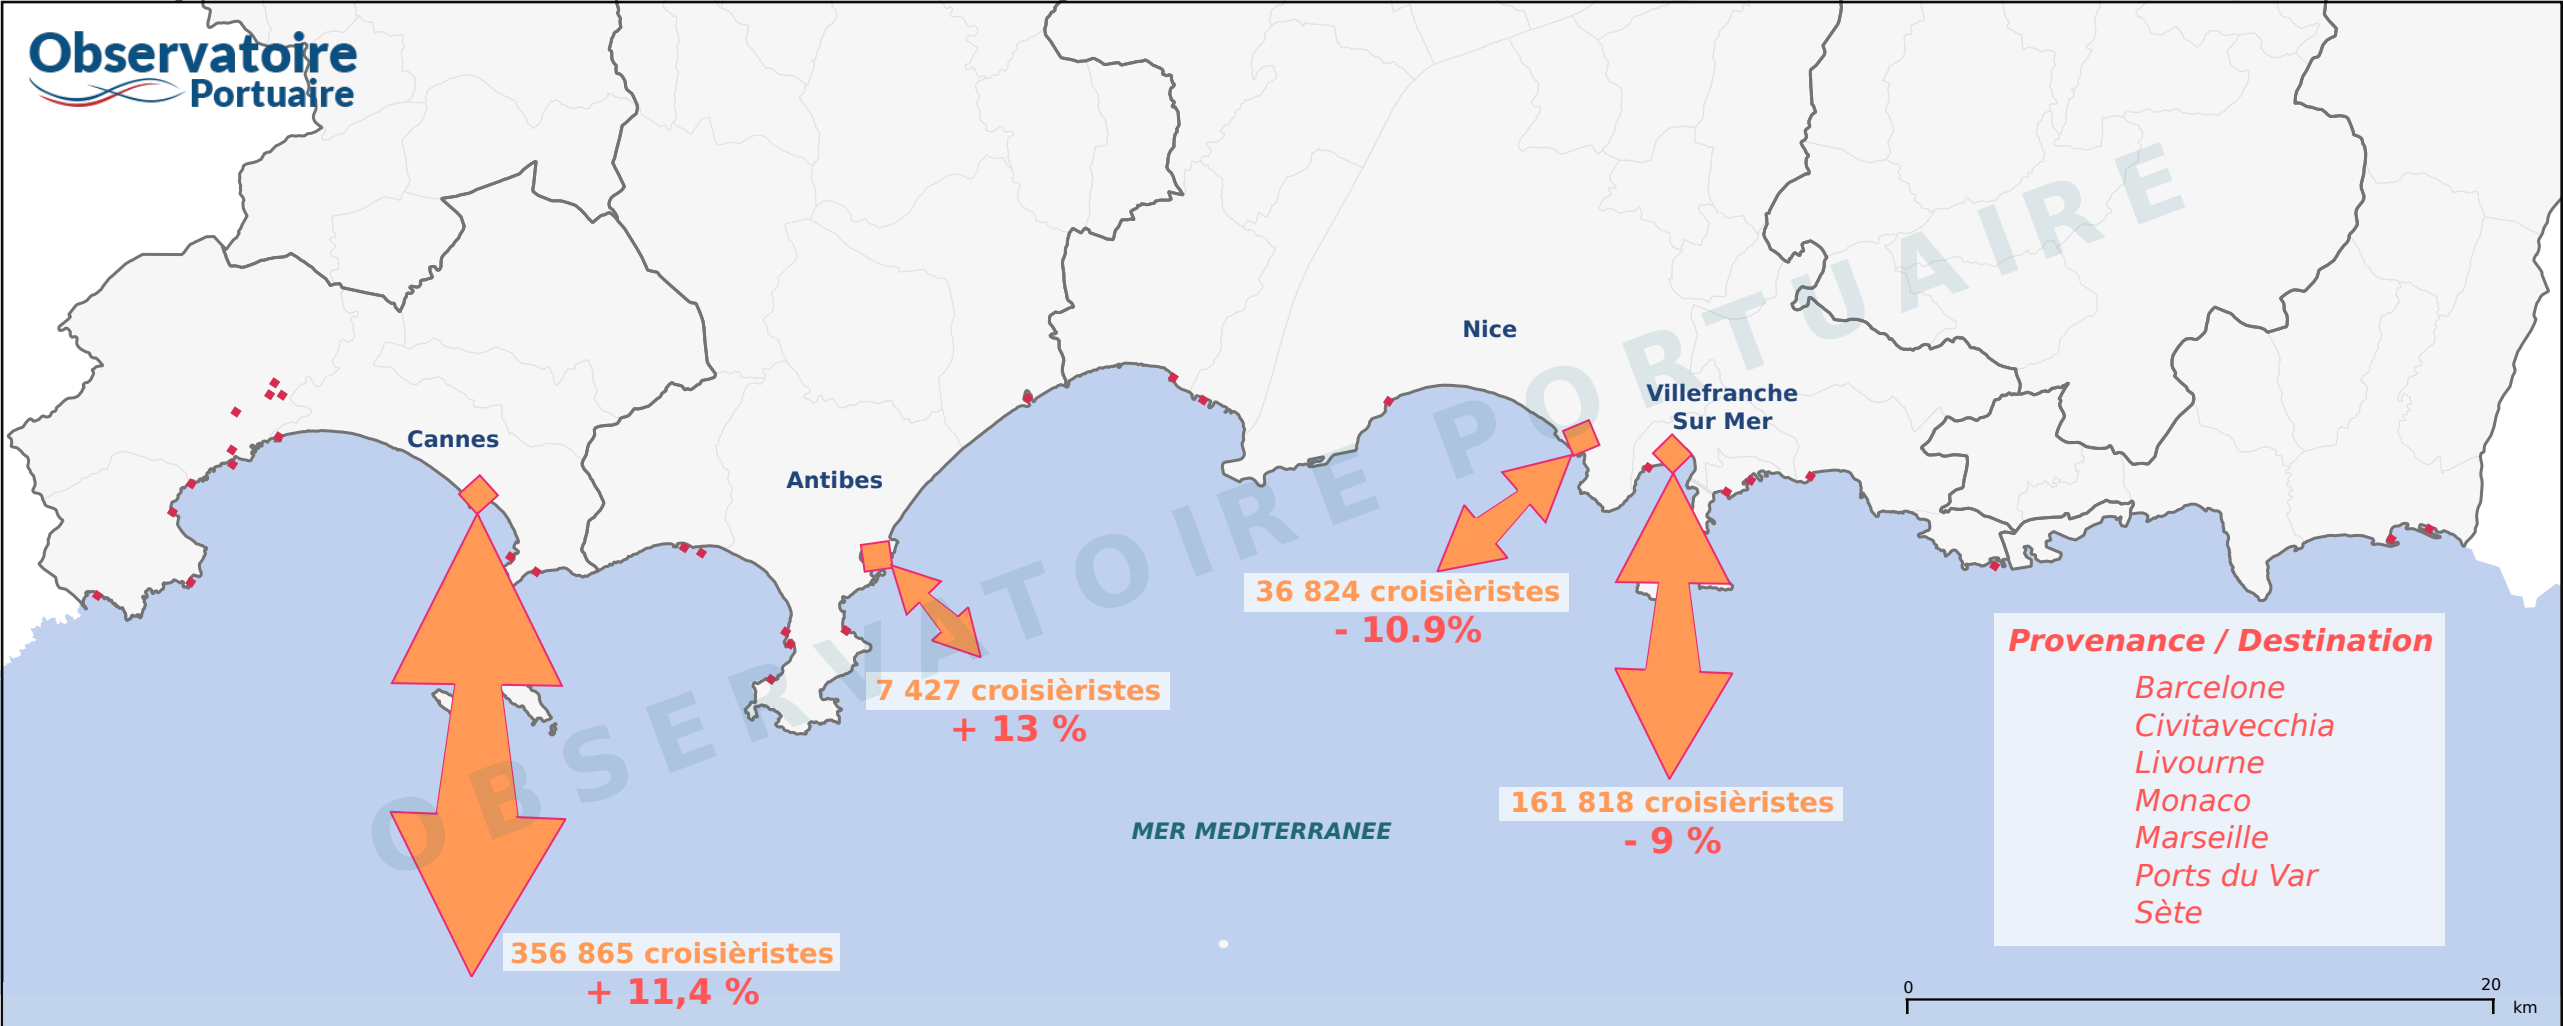 Observatoire
Portuaire
Nice
Villefranche
Sur Mer
Cannes
Antibes
OBSERVATOIRE PORTUAIRE
36 824 croisièristes
- 10.9%
7 427 croisièristes
+ 13 %
161 818 croisièristes
- 9 %
MER MEDITERRANEE
356 865 croisièristes
+ 11,4 %
Provenance / Destination
Barcelone
Civitavecchia
Livourne
Monaco
Marseille
Ports du Var
Sète
0 20
km